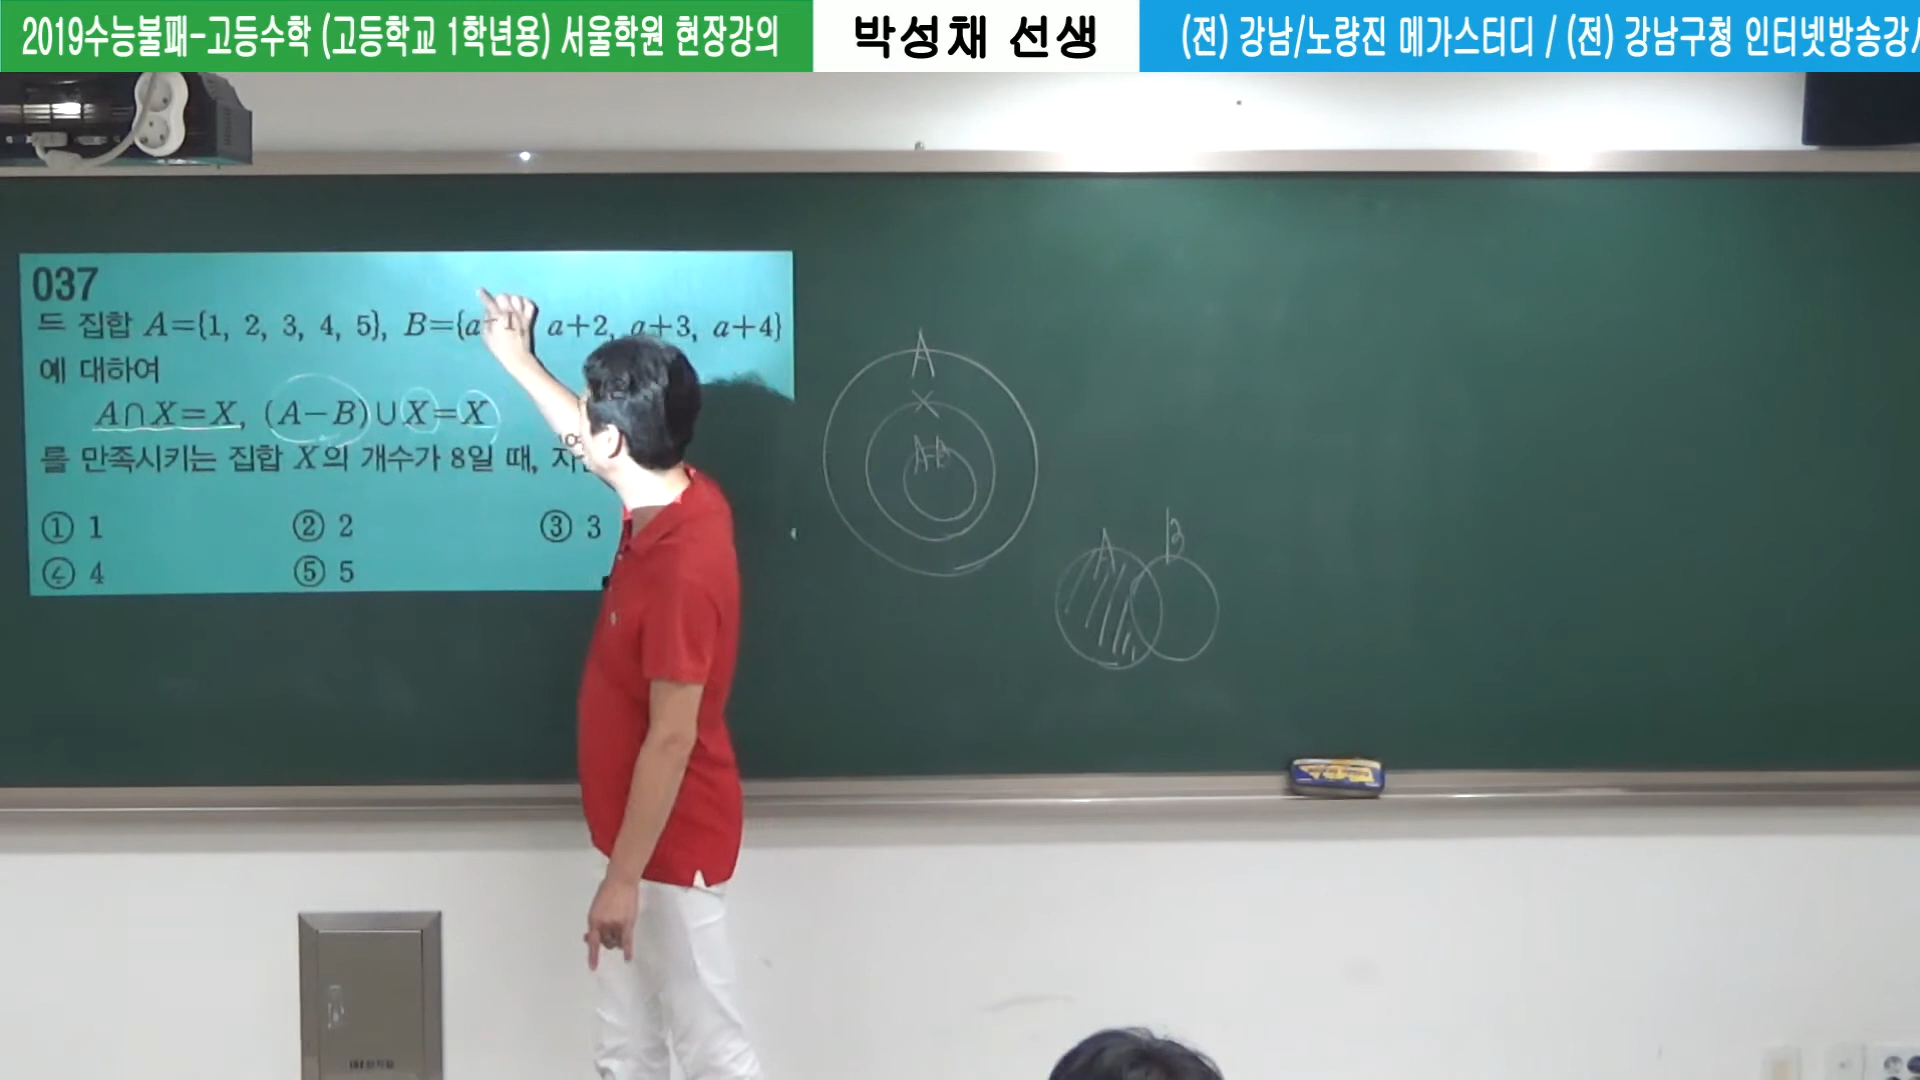 2019수능불패-고등수학 (고등학교 1학년용) 서울학원 현장강의
박성채 선생
(전) 강남/노량진 메가스터디 / (전) 강남구청 인터넷방송강사
037
두 집합 A={1, 2, 3, 4, 5}, B={a+1, a+2, a+3, a+4}
에 대하여
A∩X=X, (A-B)∪X=X
를 만족시키는 집합 X의 개수가 8일 때,
① 1 ② 2 ③ 3
④ 4 ⑤ 5
A
X
A-B
A B